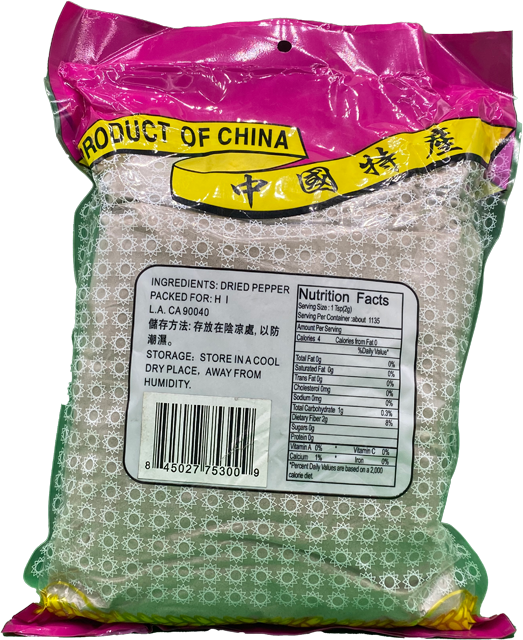 PRODUCT OF CHINA
中國特產
INGREDIENTS: DRIED PEPPER
PACKED FOR: H I
L.A. CA 90040
儲存方法: 存放在陰涼處, 以防
潮濕。
STORAGE: STORE IN A COOL
DRY PLACE, AWAY FROM
HUMIDITY.
8 45027 75300 9
Nutrition Facts
Serving Size : 1 Tsp(2g)
Serving Per Container :about 1135
Amount Per Serving
Calories 4 Calories from Fat 0
%Daily Value*
Total Fat 0g 0%
Saturated Fat 0g 0%
Trans Fat 0g 0%
Cholesterol 0mg 0%
Sodium 0mg 0%
Total Carbohydrate 1g 0.3%
Dietary Fiber 2g 8%
Sugars 0g
Protein 0g
Vitamin A 0% * Vitamin C 0%
Calcium 1% * Iron 0%
*Percent Daily Values are based on a 2,000
calorie diet.